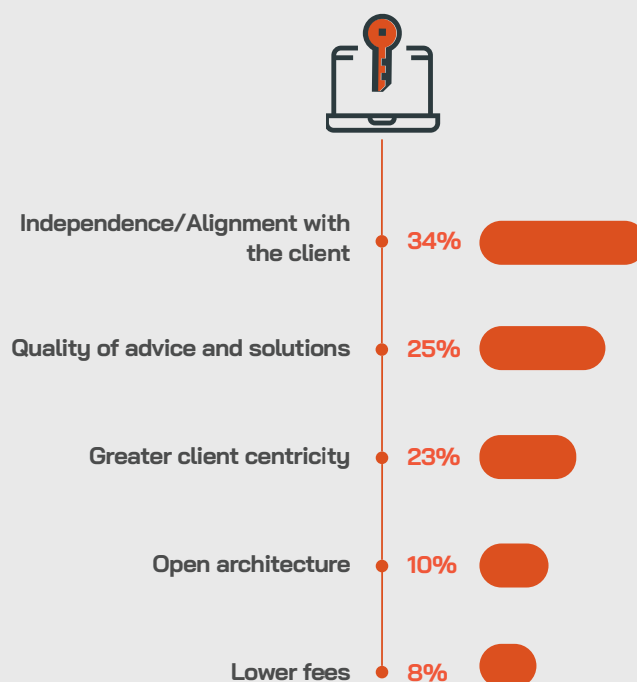 Independence/Alignment with
the client
34%
Quality of advice and solutions
25%
Greater client centricity
23%
Open architecture
10%
Lower fees
8%